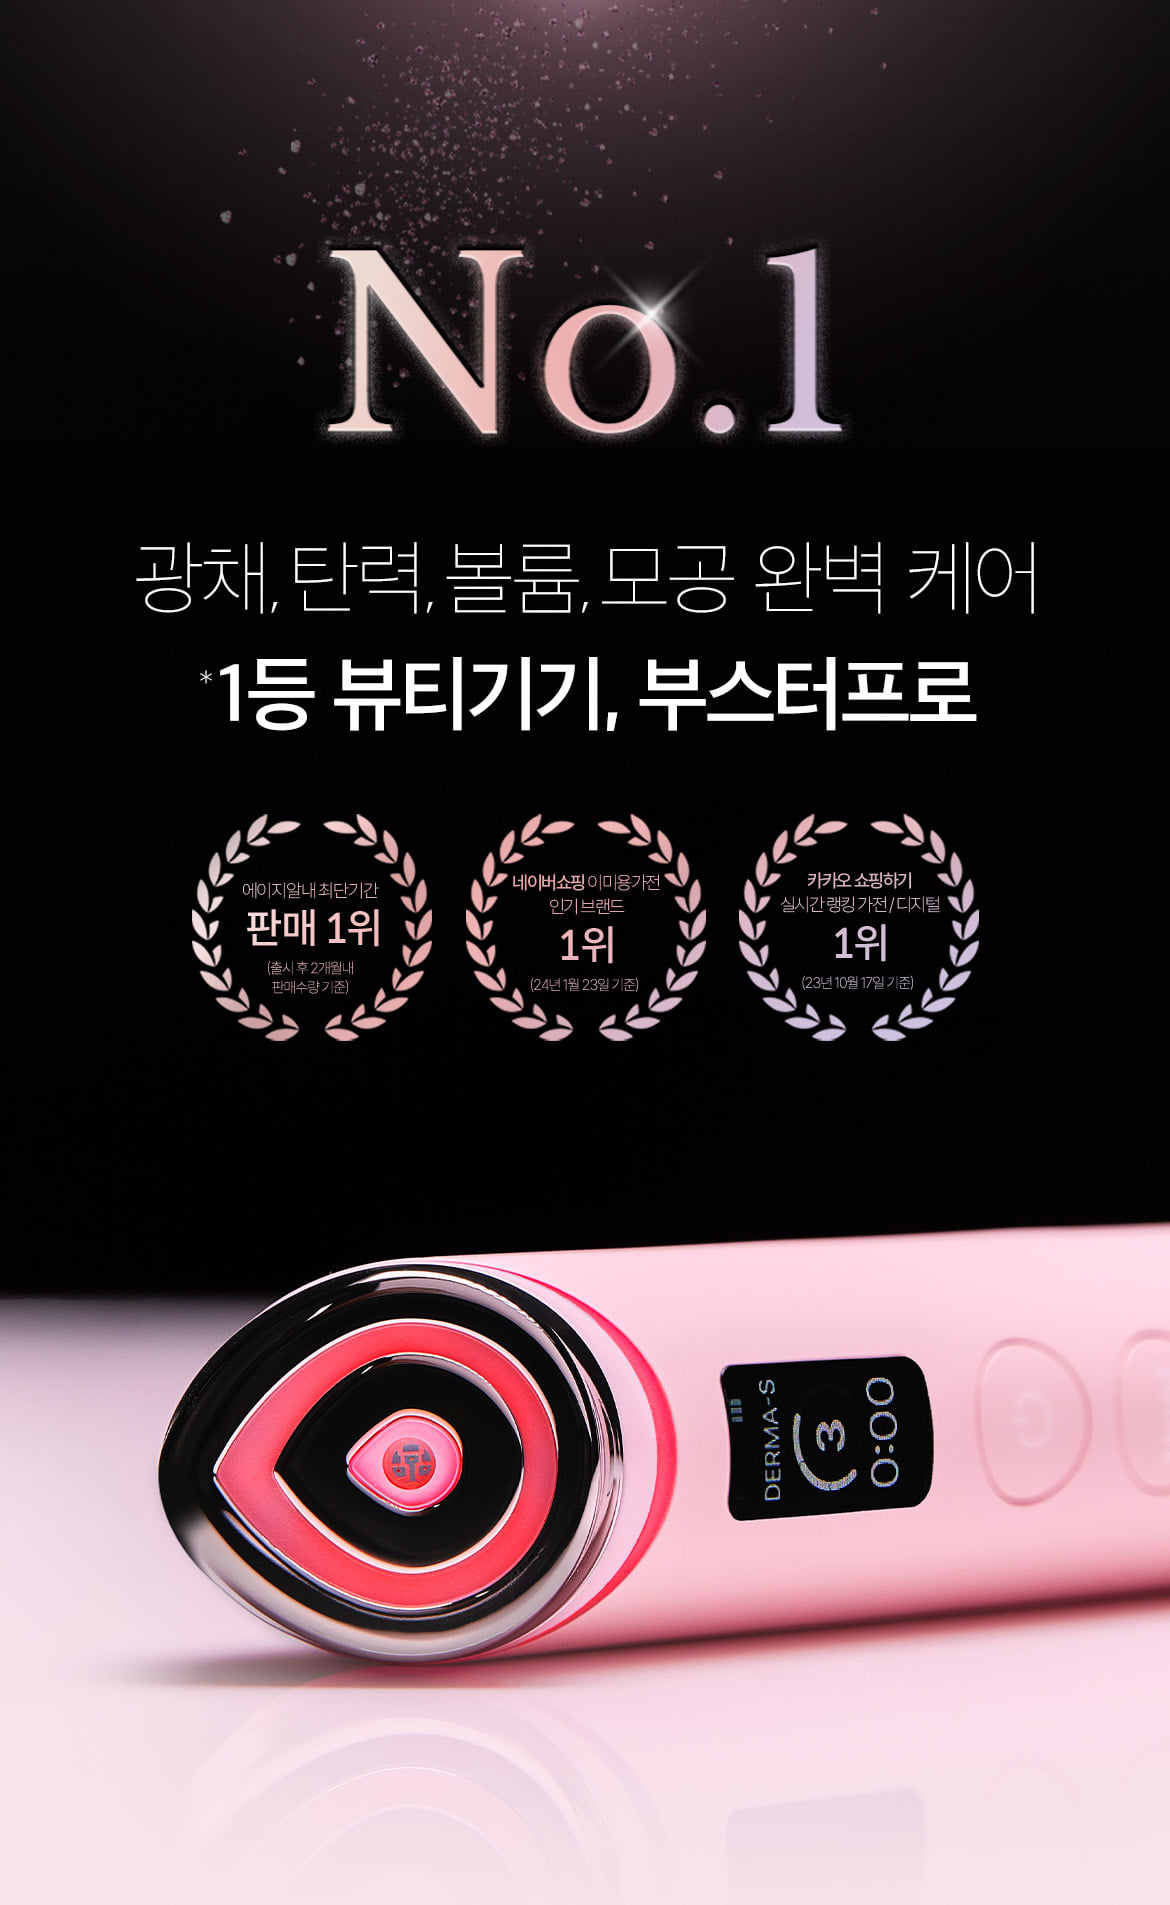 No.1
광채, 탄력, 볼륨, 모공 완벽 케어
*1등 뷰티기기, 부스터프로
에이지알내 최단기간
판매 1위
(출시 후 2개월내
판매수량 기준)
네이버쇼핑 이미용가전
인기 브랜드
1위
(24년 1월 23일 기준)
카카오 쇼핑하기
실시간 랭킹 가전 / 디지털
1위
(23년 10월 17일 기준)
DERMA-S
3
0:00